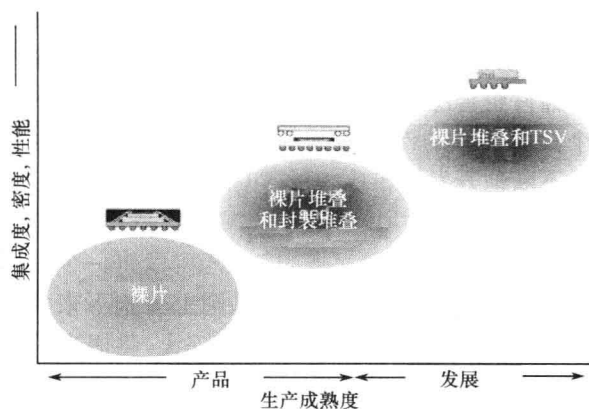 集成度, 密度, 性能
裸片堆叠和TSV
裸片堆叠
和封装堆叠
裸片
产品
发展
生产成熟度